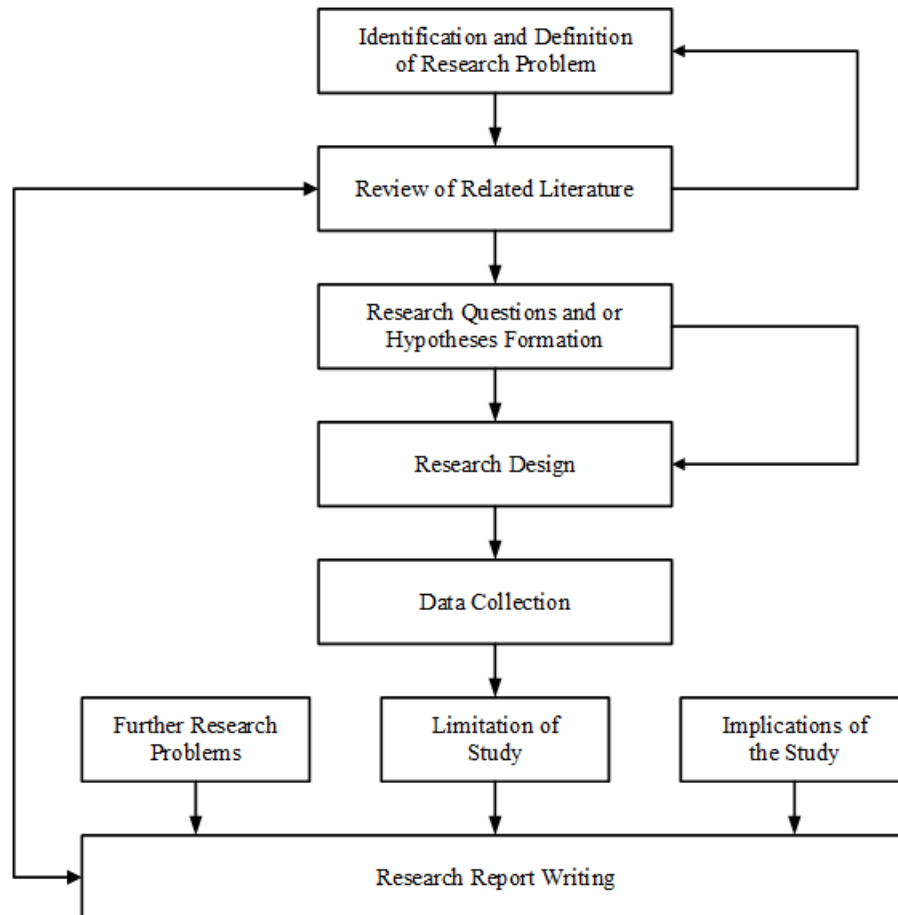 Identification and Definition
of Research Problem
Review of Related Literature
Research Questions and or
Hypotheses Formation
Research Design
Data Collection
Further Research
Problems
Limitation of
Study
Implications of
the Study
Research Report Writing